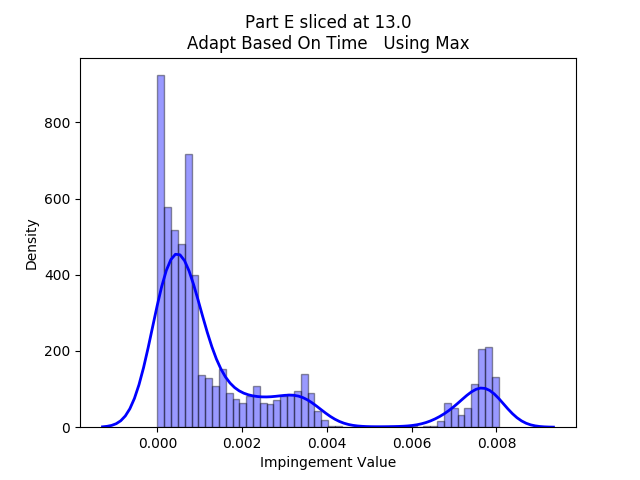 Part E sliced at 13.0
Adapt Based On Time   Using Max
Density
800
600
400
200
0
0.000 0.002 0.004 0.006 0.008
Impingement Value